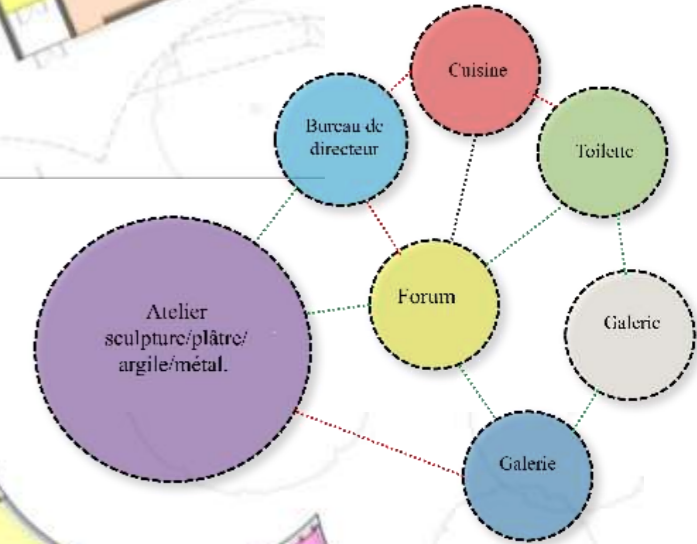 Cuisine
Bureau de
directeur
Toilette
Atelier
sculpture/plâtre/
argile/métal.
Forum
Galerie
Galerie